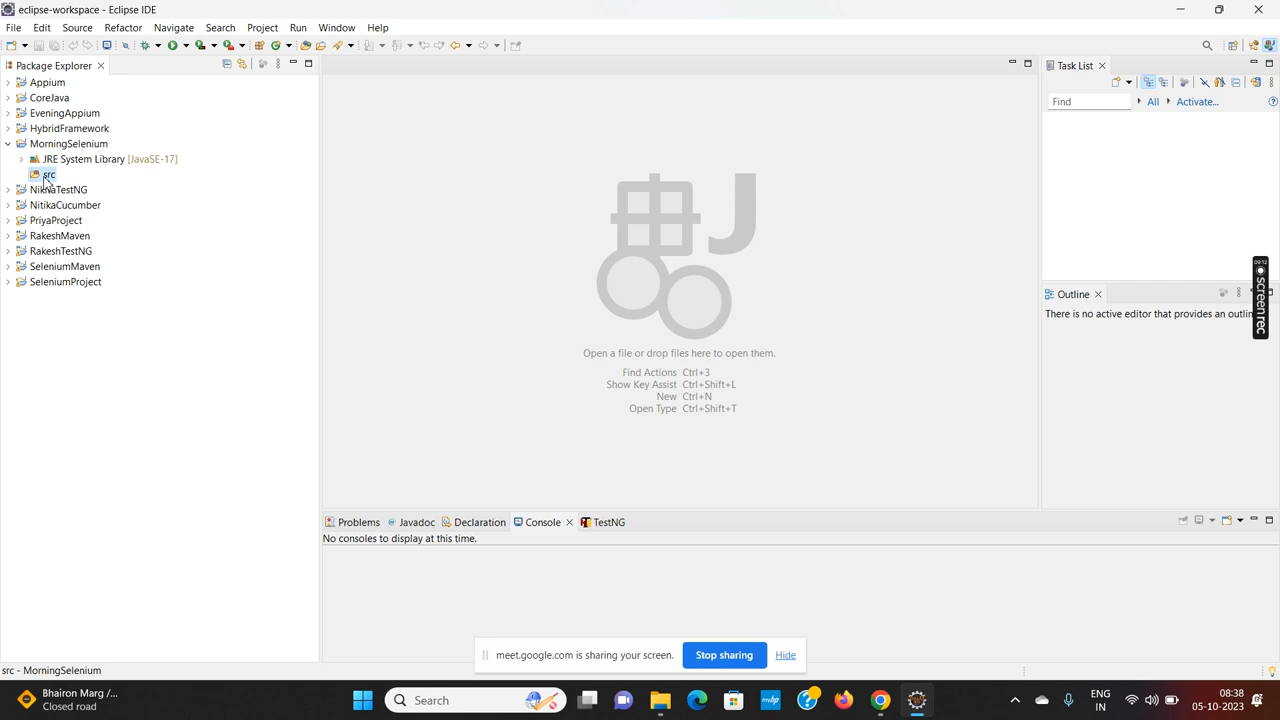 eclipse-workspace - Eclipse IDE
File Edit Source Refactor Navigate Search Project Run Window Help
Package Explorer
Appium
CoreJava
EveningAppium
HybridFramework
MorningSelenium
JRE System Library [JavaSE-17]
src
NitikaCucumber
PriyaProject
RakeshMaven
RakeshTestNG
SeleniumMaven
SeleniumProject
Open a file or drop files here to open them.
Find Actions Ctrl+3
Show Key Assist Ctrl+Shift+L
New Ctrl+N
Open Type Ctrl+Shift+T
Task List
Find All Activate...
Outline
There is no active editor that provides an
09:12
screenrec
Problems Javadoc Declaration Console TestNG
No consoles to display at this time.
meet.google.com is sharing your screen. Stop sharing Hide
src - MorningSelenium
Bhairon Marg /...
Closed road
Search
ENG
IN
08:38
05-10-2023